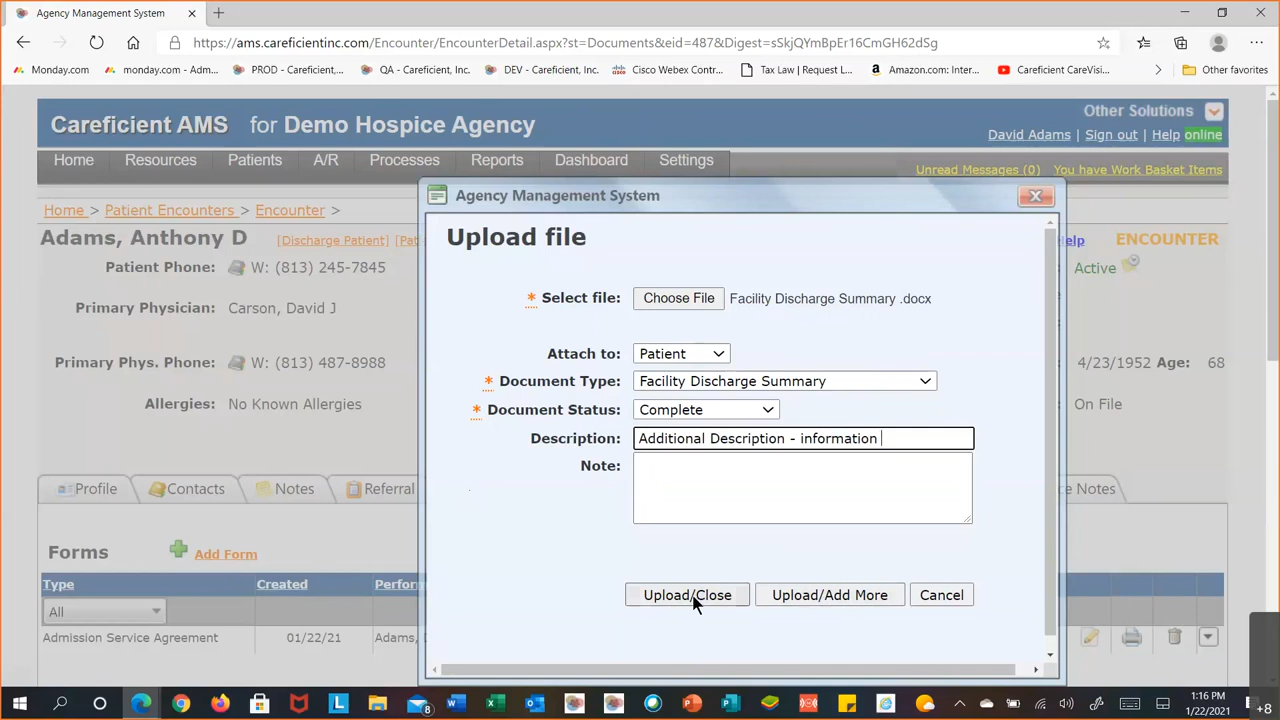 Agency Management System
https://ams.careficientinc.com/Encounter/EncounterDetail.aspx?st=Documents&eid=487&Digest=sSkjQYmBpEr16CmGH62dSg
Monday.com monday.com - Adm... PROD - Careficient,... QA - Careficient, Inc. DEV - Careficient, Inc. Cisco Webex Contr... Tax Law | Request L... Amazon.com: Inter... Careficient CareVisi... Other favorites
Other Solutions
Careficient AMS for Demo Hospice Agency
David Adams | Sign out | Help online
Home Resources Patients A/R Processes Reports Dashboard Settings
Unread Messages (0) You have Work Basket Items
Agency Management System
Home > Patient Encounters > Encounter >
Adams, Anthony D [Discharge Patient] [Pat
Upload file
elp ENCOUNTER
Patient Phone: W: (813) 245-7845
Active
* Select file: Choose File Facility Discharge Summary .docx
Primary Physician: Carson, David J
Attach to: Patient
Primary Phys. Phone: W: (813) 487-8988
4/23/1952 Age: 68
* Document Type: Facility Discharge Summary
Allergies: No Known Allergies
On File
* Document Status: Complete
Description: Additional Description - information
Note:
Profile Contacts Notes Referral
e Notes
Forms Add Form
Type Created Perform
All
Upload/Close Upload/Add More Cancel
Admission Service Agreement 01/22/21 Adams, D
8
1:16 PM
1/22/2021
+8